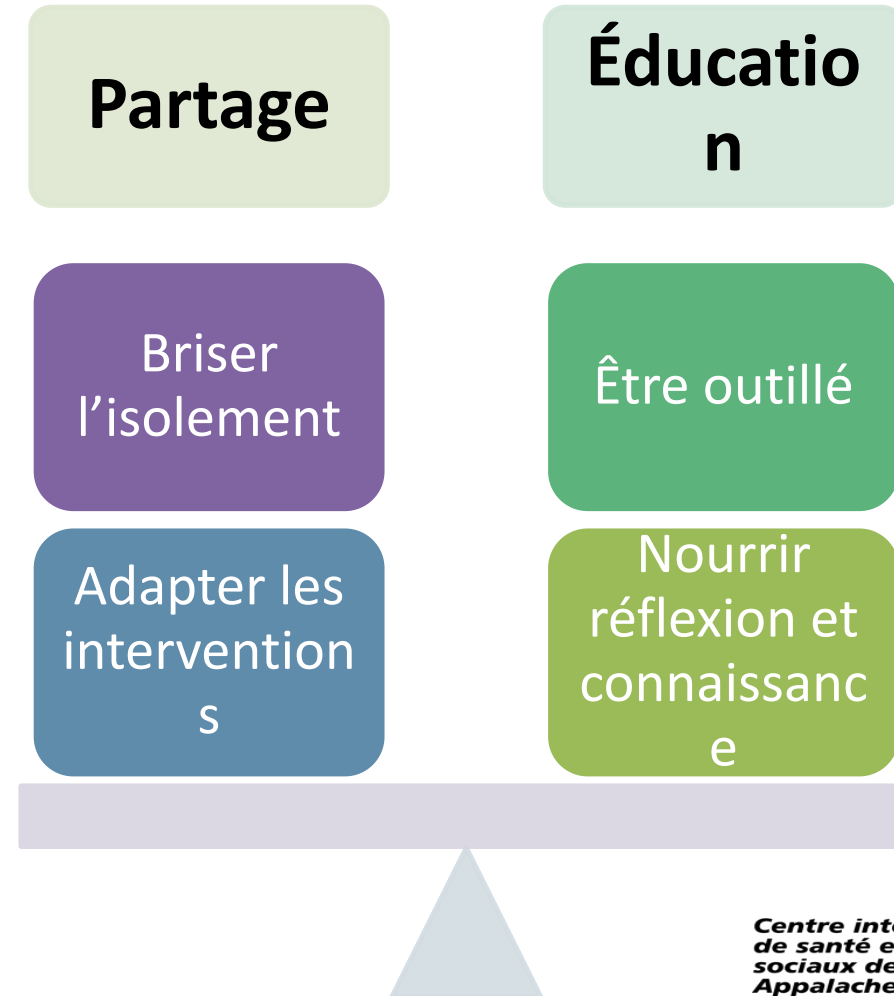 Partage
Éducatio
n
Briser
l’isolement
Être outillé
Adapter les
intervention
s
Nourrir
réflexion et
connaissanc
e
Centre int
de santé e
sociaux de
Appalache